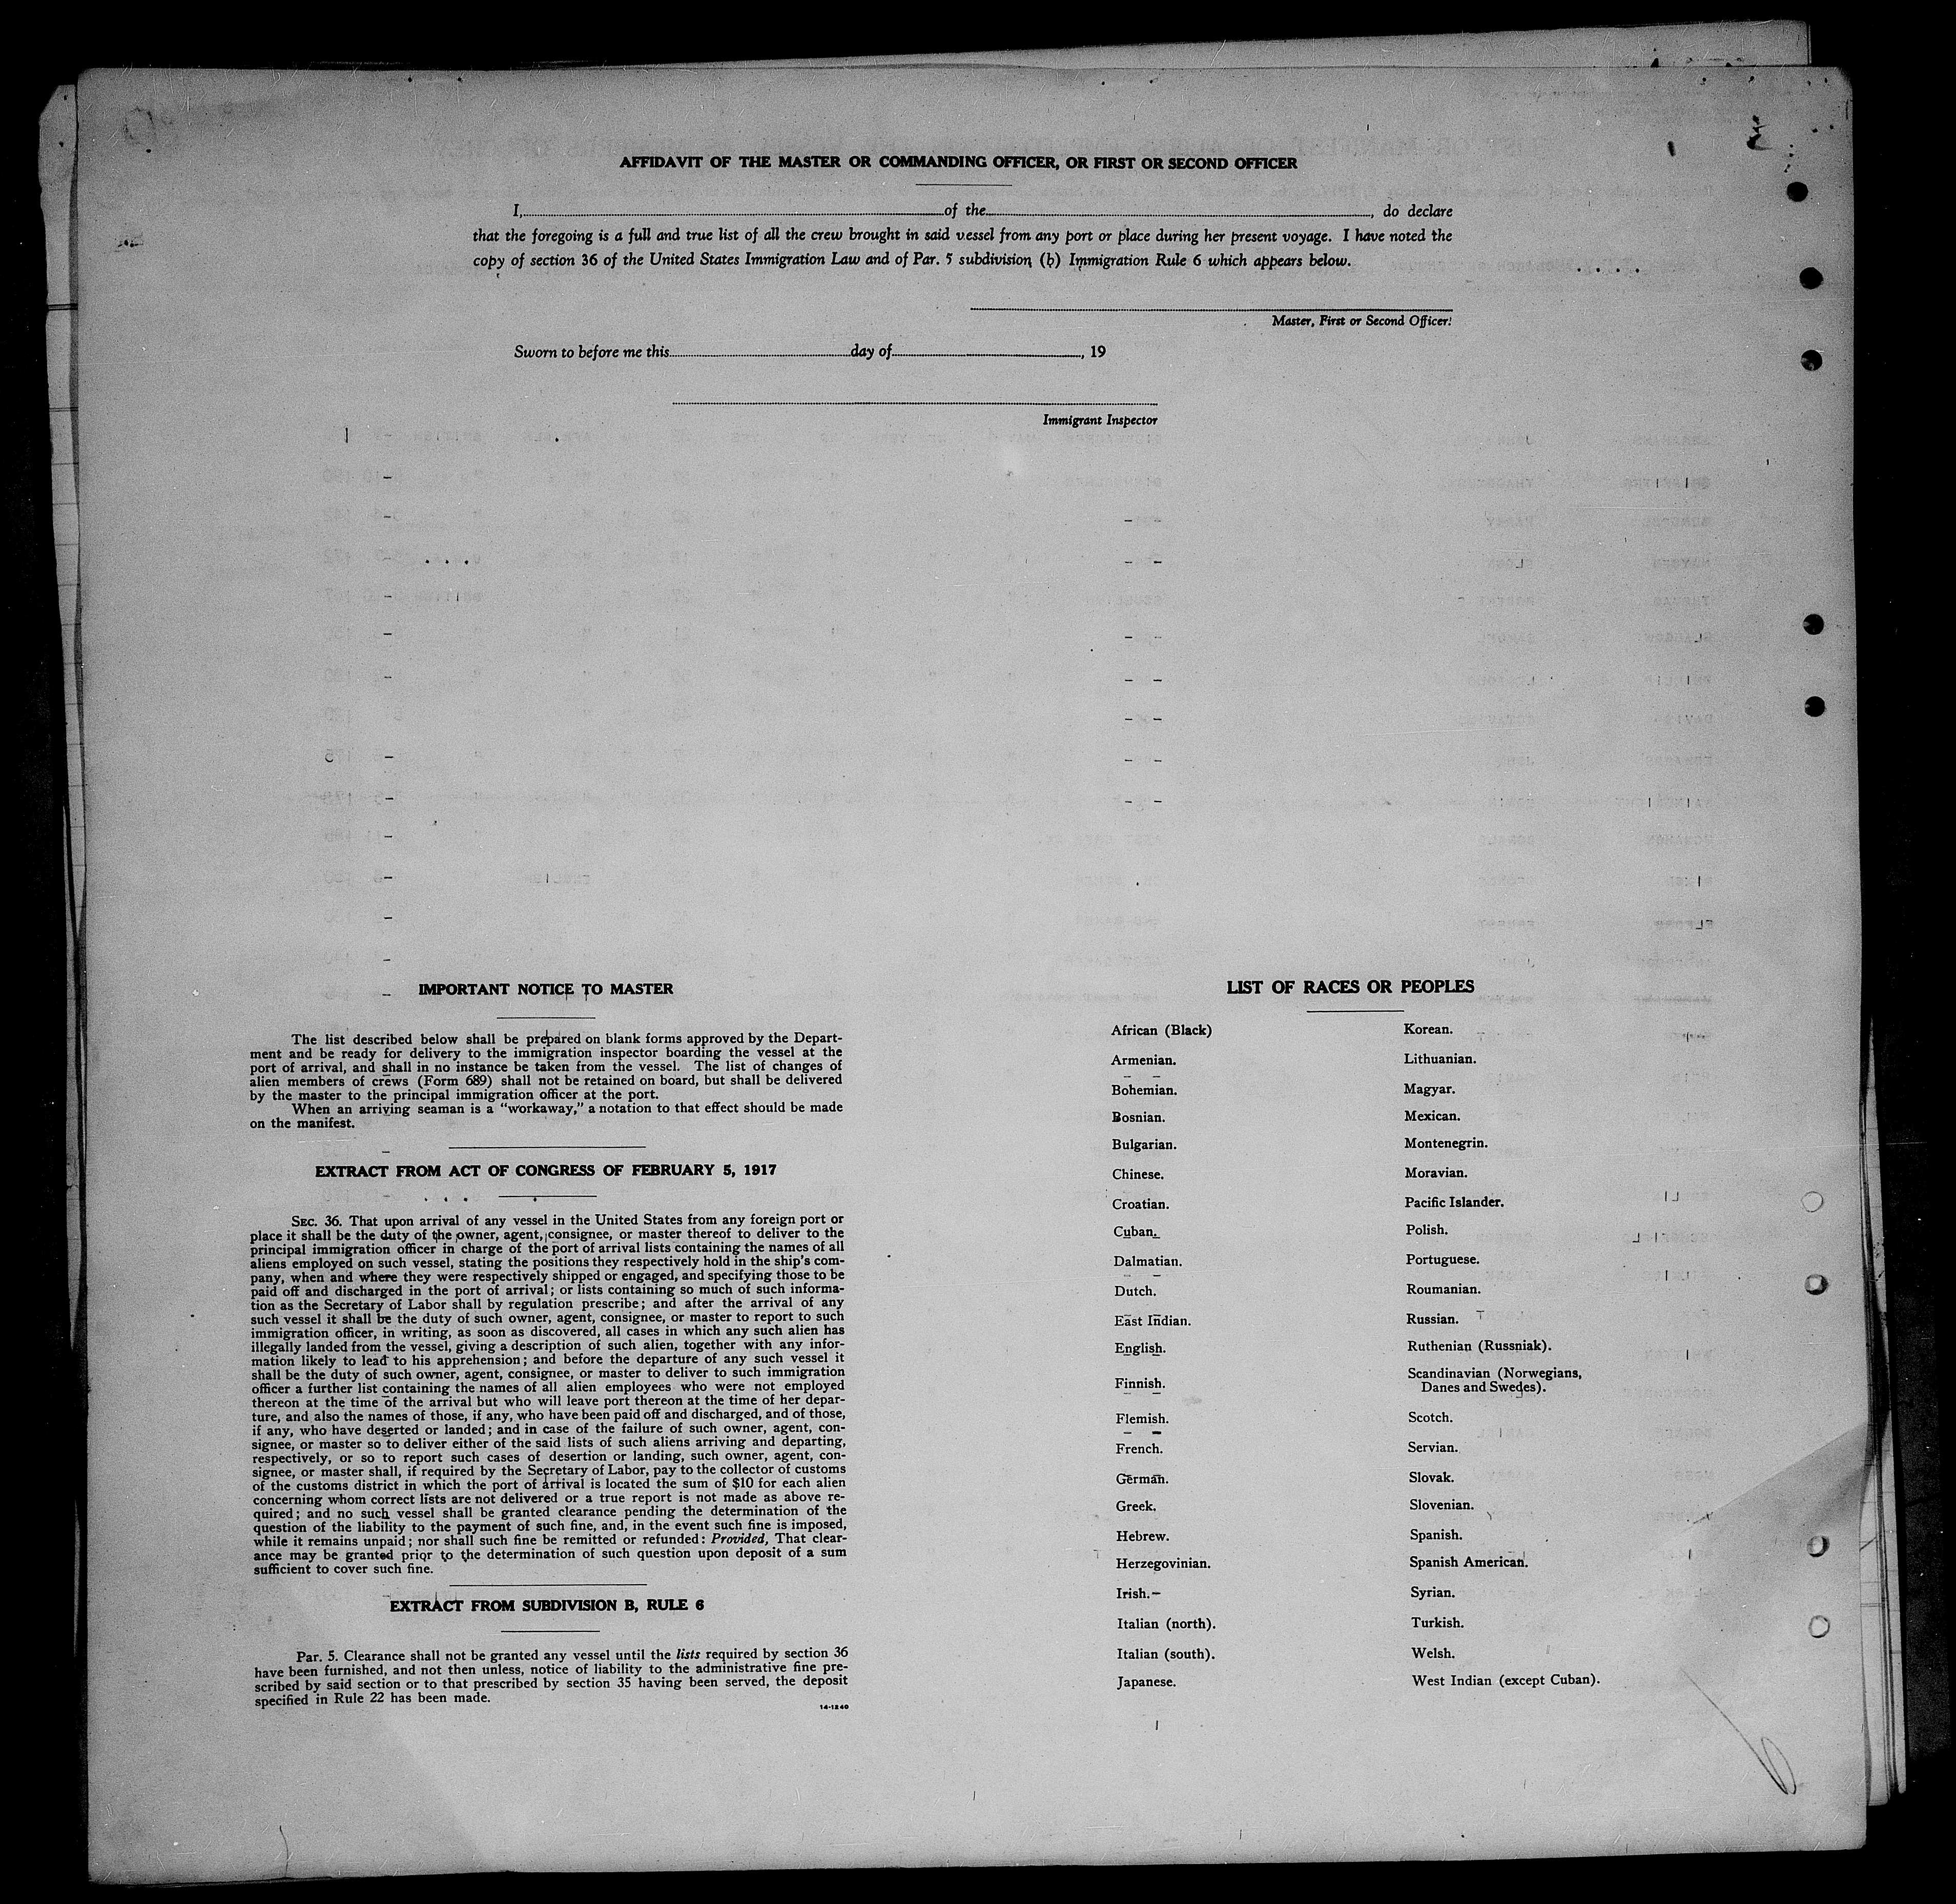 AFFIDAVIT OF THE MASTER OR COMMANDING OFFICER, OR FIRST OR SECOND OFFICER
I, of the , do declare
that the foregoing is a full and true list of all the crew brought in said vessel from any port or place during her present voyage. I have noted the
copy of section 36 of the United States Immigration Law and of Par. 5 subdivision (b) Immigration Rule 6 which appears below.
Master, First or Second Officer.
Sworn to before me this day of , 19
Immigrant Inspector
IMPORTANT NOTICE TO MASTER
The list described below shall be prepared on blank forms approved by the Depart-
ment and be ready for delivery to the immigration inspector boarding the vessel at the
port of arrival, and shall in no instance be taken from the vessel. The list of changes of
alien members of crews (Form 689) shall not be retained on board, but shall be delivered
by the master to the principal immigration officer at the port.
When an arriving seaman is a "workaway," a notation to that effect should be made
on the manifest.
EXTRACT FROM ACT OF CONGRESS OF FEBRUARY 5, 1917
SEC. 36. That upon arrival of any vessel in the United States from any foreign port or
place it shall be the duty of the owner, agent, consignee, or master thereof to deliver to the
principal immigration officer in charge of the port of arrival lists containing the names of all
aliens employed on such vessel, stating the positions they respectively hold in the ship's com-
pany, when and where they were respectively shipped or engaged, and specifying those to be
paid off and discharged in the port of arrival; or lists containing so much of such informa-
tion as the Secretary of Labor shall by regulation prescribe; and after the arrival of any
such vessel it shall be the duty of such owner, agent, consignee, or master to report to such
immigration officer, in writing, as soon as discovered, all cases in which any such alien has
illegally landed from the vessel, giving a description of such alien, together with any infor-
mation likely to lead to his apprehension; and before the departure of any such vessel it
shall be the duty of such owner, agent, consignee, or master to deliver to such immigration
officer a further list containing the names of all alien employees who were not employed
thereon at the time of the arrival but who will leave port thereon at the time of her depar-
ture, and also the names of those, if any, who have been paid off and discharged, and of those,
if any, who have deserted or landed; and in case of the failure of such owner, agent, con-
signee, or master so to deliver either of the said lists of such aliens arriving and departing,
respectively, or so to report such cases of desertion or landing, such owner, agent, con-
signee, or master shall, if required by the Secretary of Labor, pay to the collector of customs
of the customs district in which the port of arrival is located the sum of $10 for each alien
concerning whom correct lists are not delivered or a true report is not made as above re-
quired; and no such vessel shall be granted clearance pending the determination of the
question of the liability to the payment of such fine, and, in the event such fine is imposed,
while it remains unpaid; nor shall such fine be remitted or refunded: Provided, That clear-
ance may be granted prior to the determination of such question upon deposit of a sum
sufficient to cover such fine.
EXTRACT FROM SUBDIVISION B, RULE 6
Par. 5. Clearance shall not be granted any vessel until the lists required by section 36
have been furnished, and not then unless, notice of liability to the administrative fine pre-
scribed by said section or to that prescribed by section 35 having been served, the deposit
specified in Rule 22 has been made.
14-1240
LIST OF RACES OR PEOPLES
African (Black)
Armenian.
Bohemian.
Bosnian.
Bulgarian.
Chinese.
Croatian.
Cuban.
Dalmatian.
Dutch.
East Indian.
English.
Finnish.
Flemish.
French.
German.
Greek.
Hebrew.
Herzegovinian.
Irish.
Italian (north).
Italian (south).
Japanese.
Korean.
Lithuanian.
Magyar.
Mexican.
Montenegrin.
Moravian.
Pacific Islander.
Polish.
Portuguese.
Roumanian.
Russian.
Ruthenian (Russniak).
Scandinavian (Norwegians,
Danes and Swedes).
Scotch.
Servian.
Slovak.
Slovenian.
Spanish.
Spanish American.
Syrian.
Turkish.
Welsh.
West Indian (except Cuban).